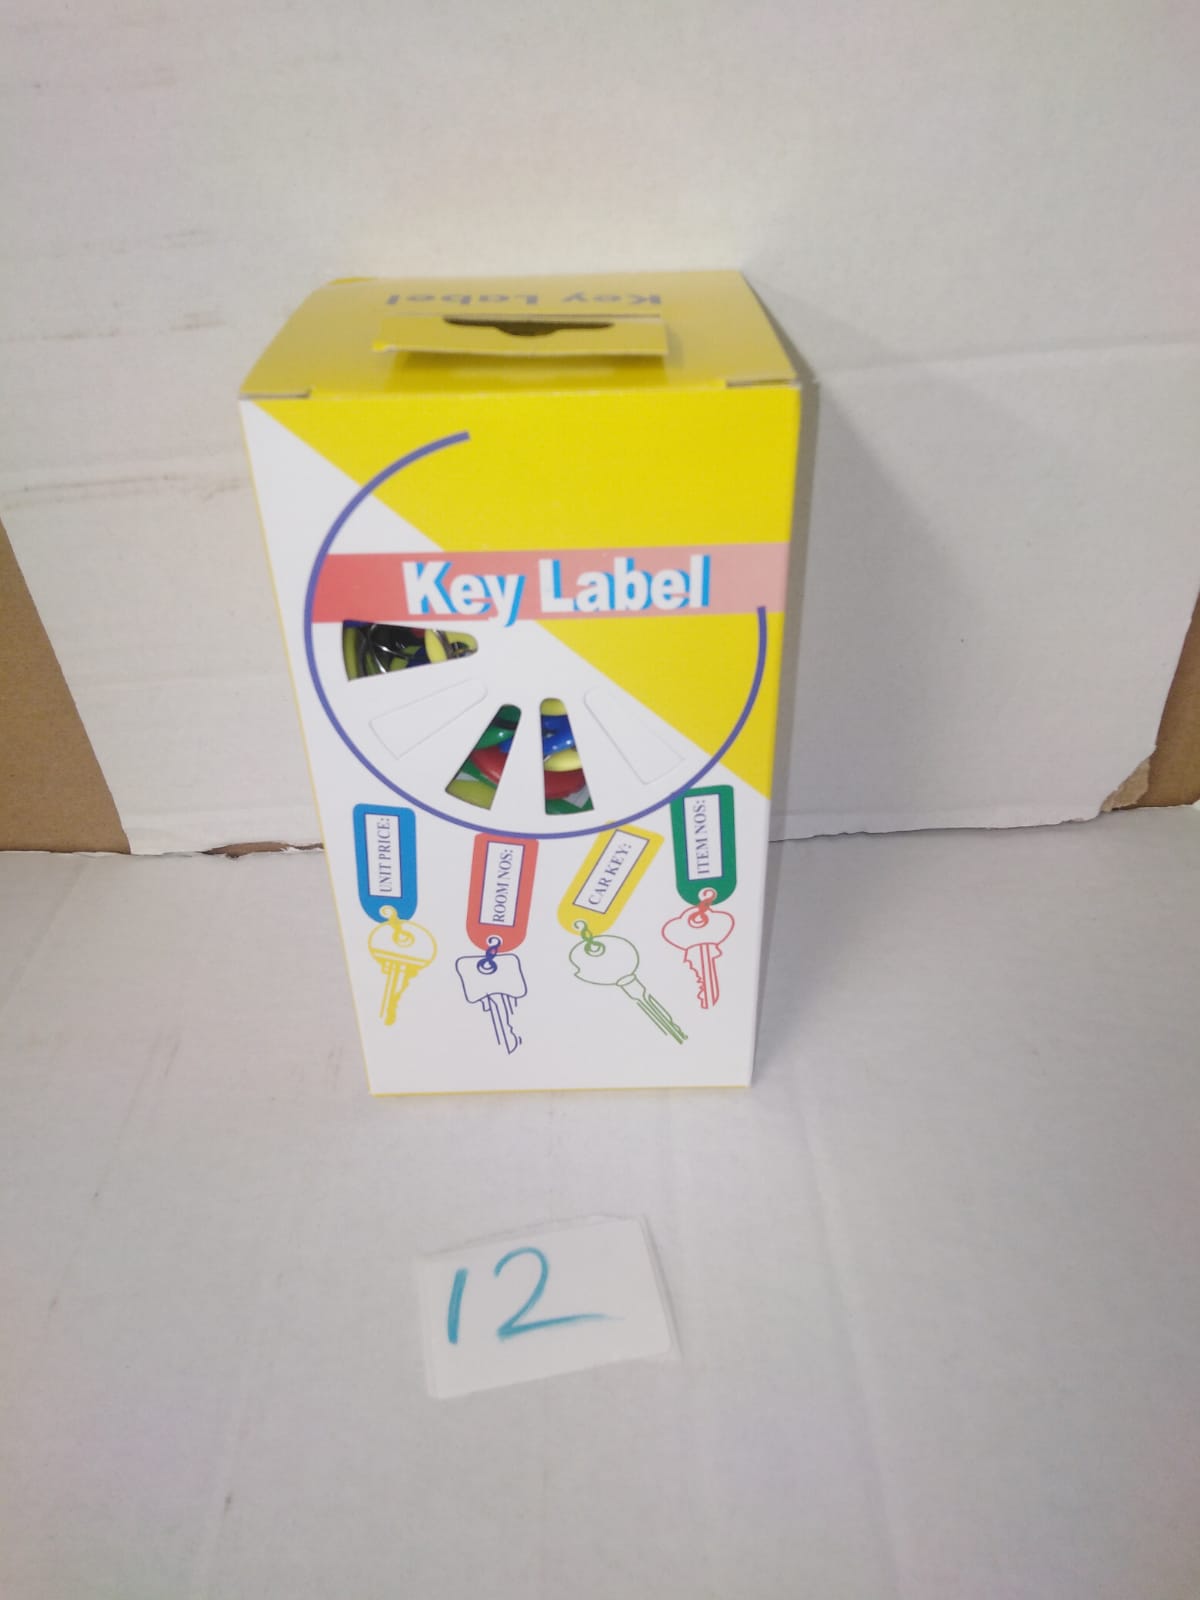 Key Label
Key Label
UNIT PRICE:
ROOM NOS:
CAR KEY:
ITEM NOS:
12